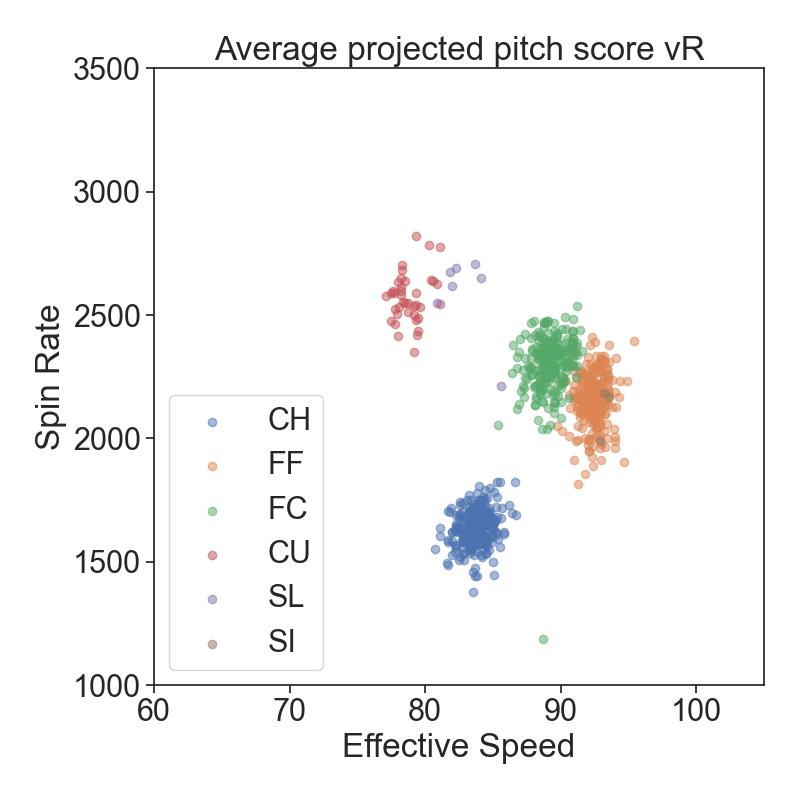 Average projected pitch score vR
3500
3000
2500
2000
1500
1000
Spin Rate
CH
FF
FC
CU
SL
SI
60 70 80 90 100
Effective Speed